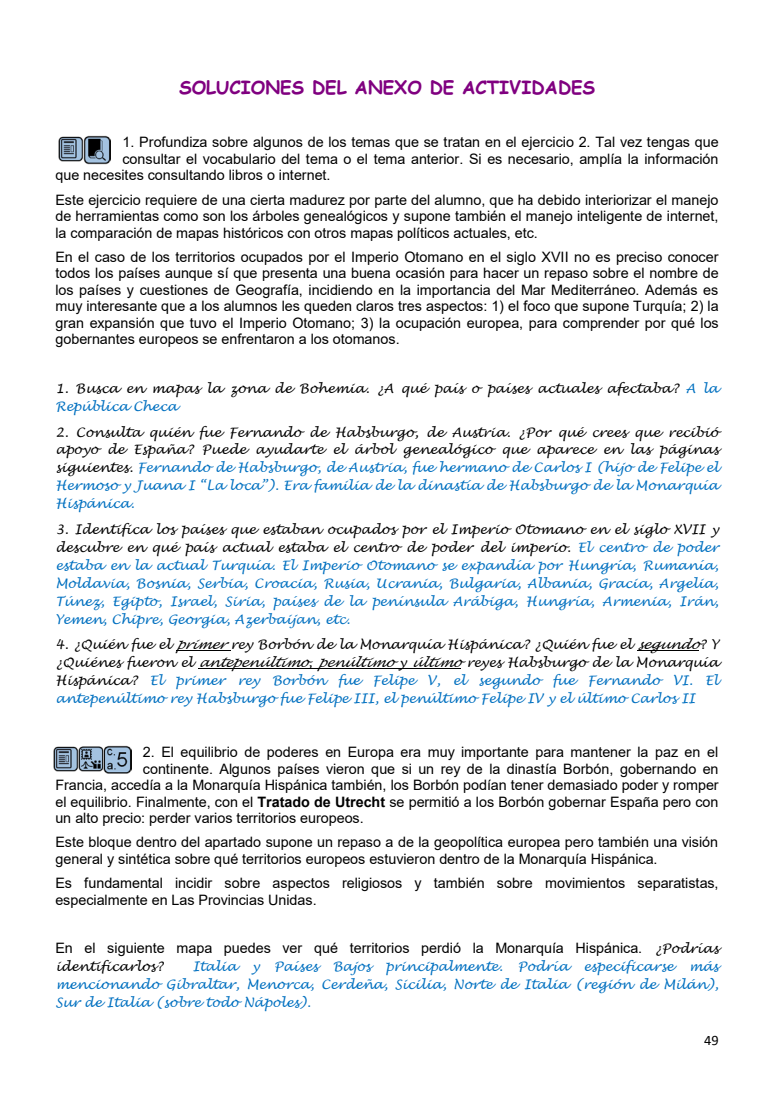 SOLUCIONES DEL ANEXO DE ACTIVIDADES
1. Profundiza sobre algunos de los temas que se tratan en el ejercicio 2. Tal vez tengas que
consultar el vocabulario del tema o el tema anterior. Si es necesario, amplía la información
que necesites consultando libros o internet.
Este ejercicio requiere de una cierta madurez por parte del alumno, que ha debido interiorizar el manejo
de herramientas como son los árboles genealógicos y supone también el manejo inteligente de internet,
la comparación de mapas históricos con otros mapas políticos actuales, etc.
En el caso de los territorios ocupados por el Imperio Otomano en el siglo XVII no es preciso conocer
todos los países aunque sí que presenta una buena ocasión para hacer un repaso sobre el nombre de
los países y cuestiones de Geografía, incidiendo en la importancia del Mar Mediterráneo. Además es
muy interesante que a los alumnos les queden claros tres aspectos: 1) el foco que supone Turquía; 2) la
gran expansión que tuvo el Imperio Otomano; 3) la ocupación europea, para comprender por qué los
gobernantes europeos se enfrentaron a los otomanos.
1. Busca en mapas la zona de Bohemia. ¿A qué país o países actuales afectaba? A la
República Checa
2. Consulta quién fue Fernando de Habsburgo, de Austria. ¿Por qué crees que recibió
apoyo de España? Puede ayudarte el árbol genealógico que aparece en las páginas
siguientes. Fernando de Habsburgo, de Austria, fue hermano de Carlos I (hijo de Felipe el
Hermoso y Juana I “La loca”). Era familia de la dinastía de Habsburgo de la Monarquía
Hispánica.
3. Identifica los países que estaban ocupados por el Imperio Otomano en el siglo XVII y
descubre en qué país actual estaba el centro de poder del imperio. El centro de poder
estaba en la actual Turquía. El Imperio Otomano se expandía por Hungría, Rumanía,
Moldavia, Bosnia, Serbia, Croacia, Rusia, Ucrania, Bulgaria, Albania, Gracia, Argelia,
Túnez, Egipto, Israel, Siria, países de la península Arábiga, Hungría, Armenia, Irán,
Yemen, Chipre, Georgia, Azerbaijan, etc.
4. ¿Quién fue el primer rey Borbón de la Monarquía Hispánica? ¿Quién fue el segundo? Y
¿Quiénes fueron el antepenúltimo, penúltimo y último reyes Habsburgo de la Monarquía
Hispánica? El primer rey Borbón fue Felipe V, el segundo fue Fernando VI. El
antepenúltimo rey Habsburgo fue Felipe III, el penúltimo Felipe IV y el último Carlos II
c.
a.5
2. El equilibrio de poderes en Europa era muy importante para mantener la paz en el
continente. Algunos países vieron que si un rey de la dinastía Borbón, gobernando en
Francia, accedía a la Monarquía Hispánica también, los Borbón podían tener demasiado poder y romper
el equilibrio. Finalmente, con el Tratado de Utrecht se permitió a los Borbón gobernar España pero con
un alto precio: perder varios territorios europeos.
Este bloque dentro del apartado supone un repaso a de la geopolítica europea pero también una visión
general y sintética sobre qué territorios europeos estuvieron dentro de la Monarquía Hispánica.
Es fundamental incidir sobre aspectos religiosos y también sobre movimientos separatistas,
especialmente en Las Provincias Unidas.
En el siguiente mapa puedes ver qué territorios perdió la Monarquía Hispánica. ¿Podrías
identificarlos? Italia y Países Bajos principalmente. Podría especificarse más
mencionando Gibraltar, Menorca, Cerdeña, Sicilia, Norte de Italia (región de Milán),
Sur de Italia (sobre todo Nápoles).
49